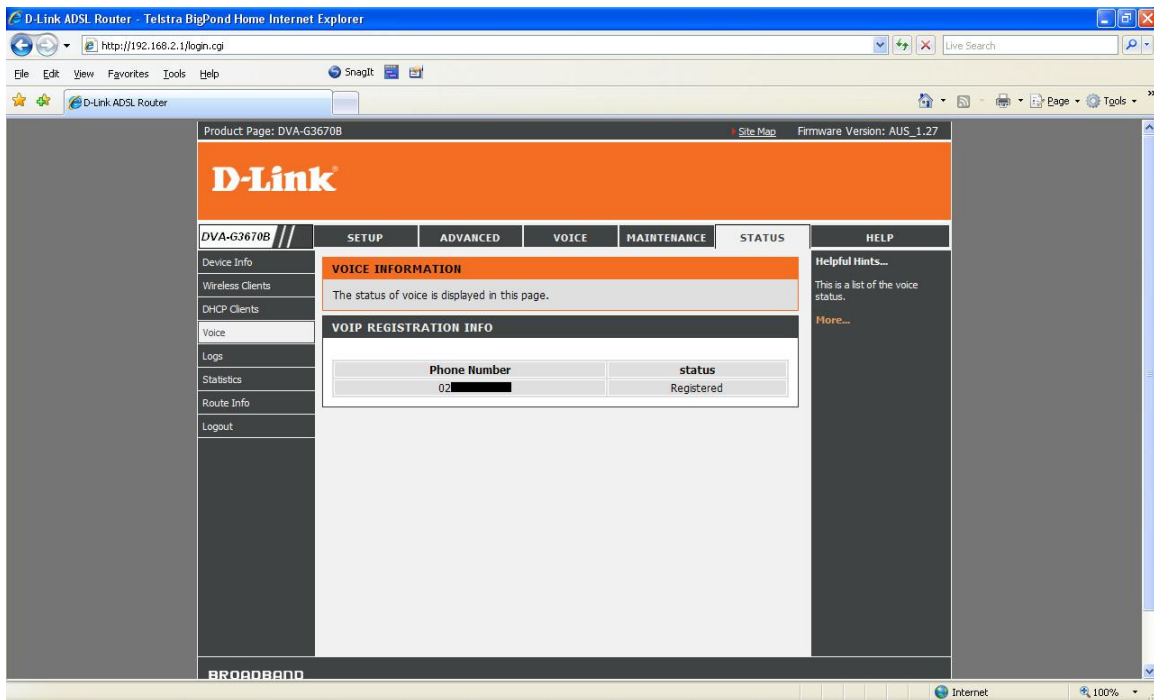 D-Link ADSL Router - Telstra BigPond Home Internet Explorer
http://192.168.2.1/login.cgi
Live Search
File Edit View Favorites Tools Help
SnagIt
D-Link ADSL Router
Page
Tools
Product Page: DVA-G3670B
Site Map
Firmware Version: AUS_1.27
D-Link
DVA-G3670B
SETUP
ADVANCED
VOICE
MAINTENANCE
STATUS
HELP
Device Info
Wireless Clients
DHCP Clients
Voice
Logs
Statistics
Route Info
Logout
VOICE INFORMATION
The status of voice is displayed in this page.
VOIP REGISTRATION INFO
Phone Number status
02 Registered
Helpful Hints...
This is a list of the voice
status.
More...
BROADBAND
Internet
100%